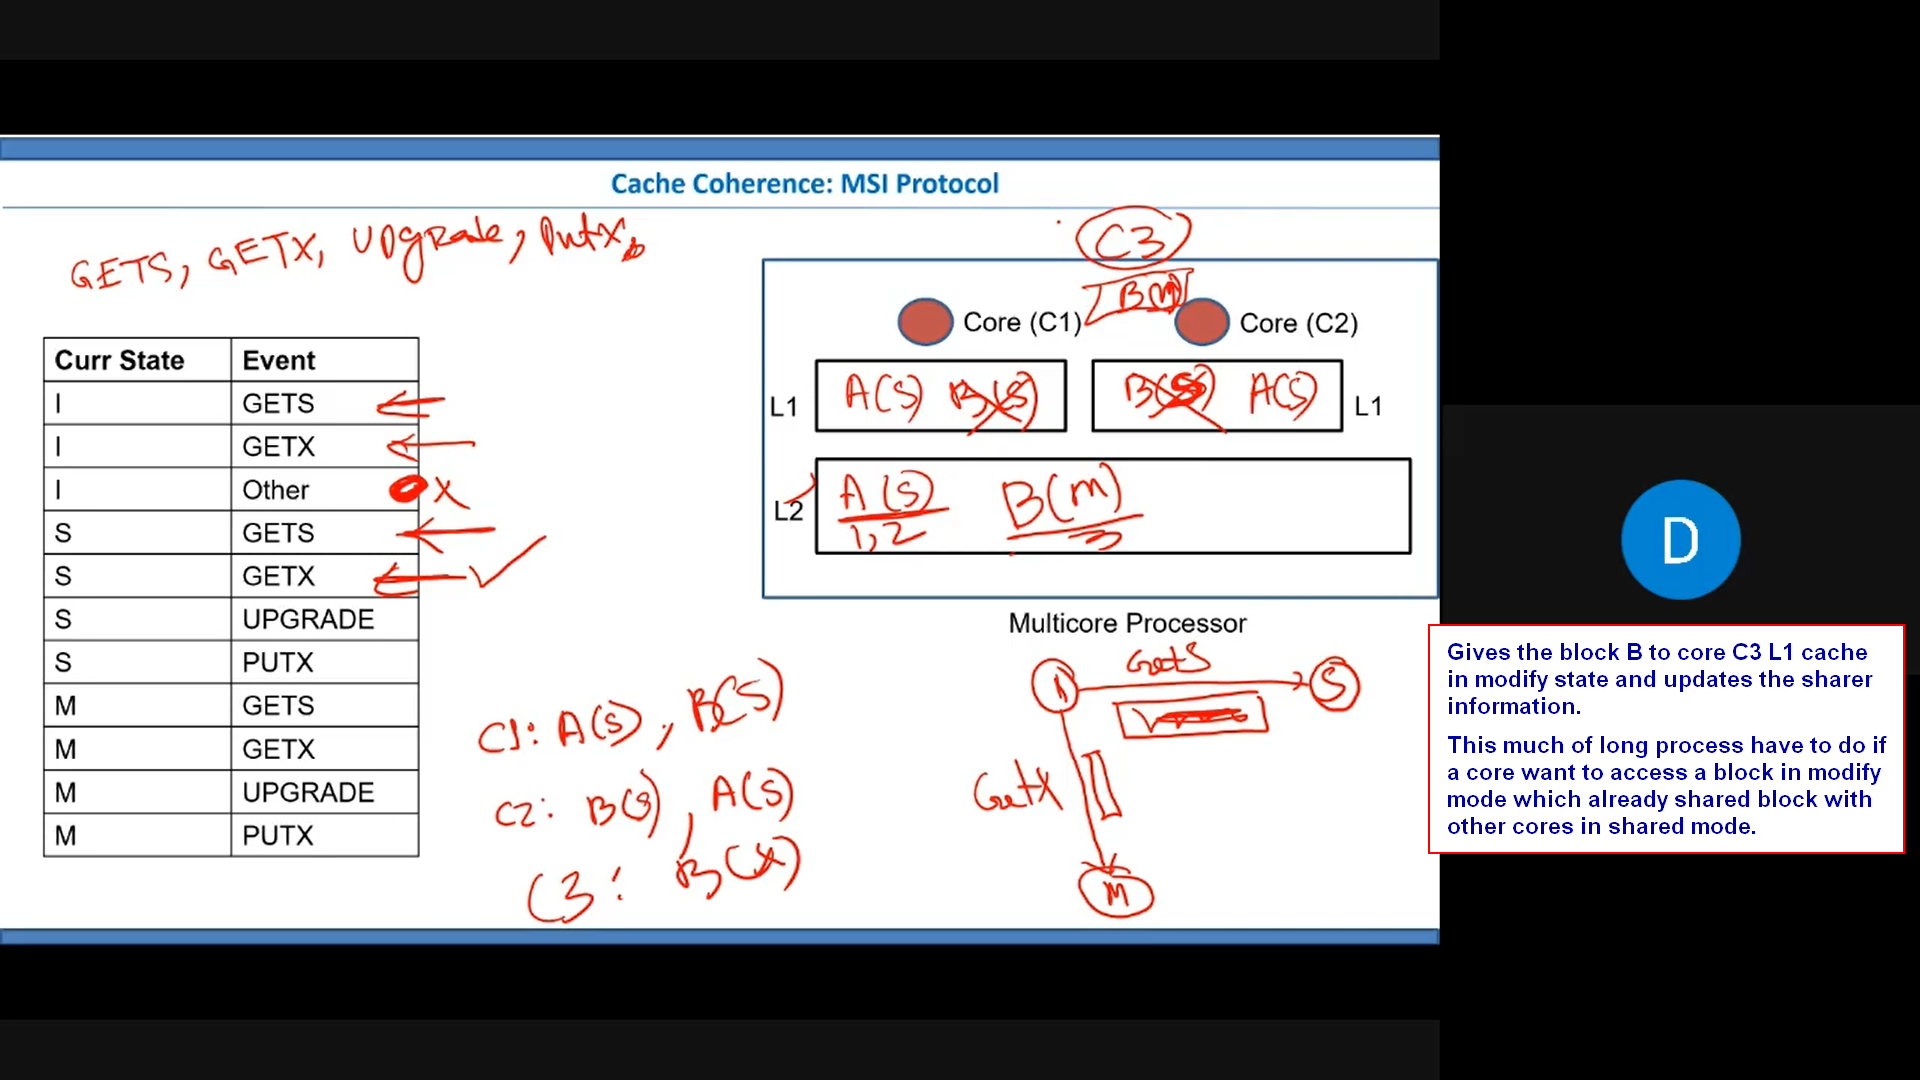 Cache Coherence: MSI Protocol
GETS, GETX, Upgrade, PutX
Curr State Event
I GETS
I GETX
I Other X
S GETS
S GETX
S UPGRADE
S PUTX
M GETS
M GETX
M UPGRADE
M PUTX
C1: A(S), B(S)
C2: B(S), A(S)
C3: B(X)
C3
B(M)
Core (C1) Core (C2)
L1 A(S) B(S) B(S) A(S) L1
L2 A(S) B(M)
1,2 3
Multicore Processor
GetS
S
GetX
M
D
Gives the block B to core C3 L1 cache
in modify state and updates the sharer
information.
This much of long process have to do if
a core want to access a block in modify
mode which already shared block with
other cores in shared mode.